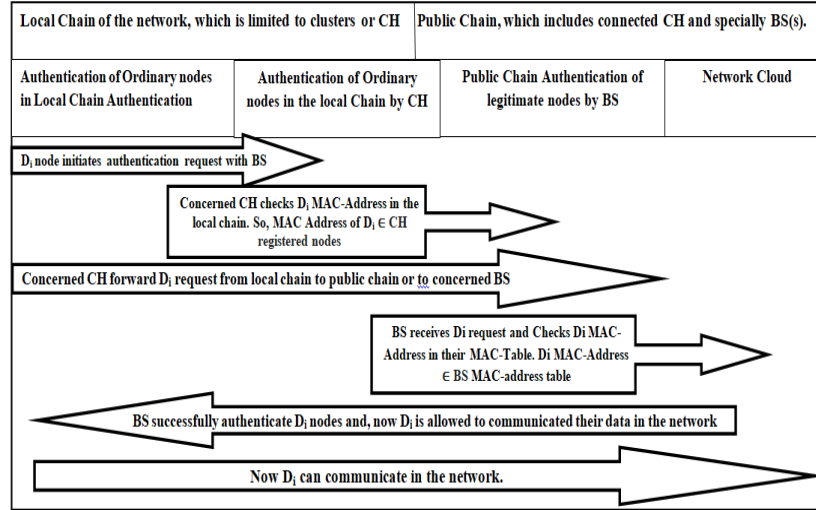 Local Chain of the network, which is limited to clusters or CH
Public Chain, which includes connected CH and specially BS(s).
Authentication of Ordinary nodes
in Local Chain Authentication
Authentication of Ordinary
nodes in the local Chain by CH
Public Chain Authentication of
legitimate nodes by BS
Network Cloud
Di node initiates authentication request with BS
Concerned CH checks Di MAC-Address in the
local chain. So, MAC Address of Di ∈ CH
registered nodes
Concerned CH forward Di request from local chain to public chain or to concerned BS
BS receives Di request and Checks Di MAC-
Address in their MAC-Table. Di MAC-Address
∈ BS MAC-address table
BS successfully authenticate Di nodes and, now Di is allowed to communicated their data in the network
Now Di can communicate in the network.